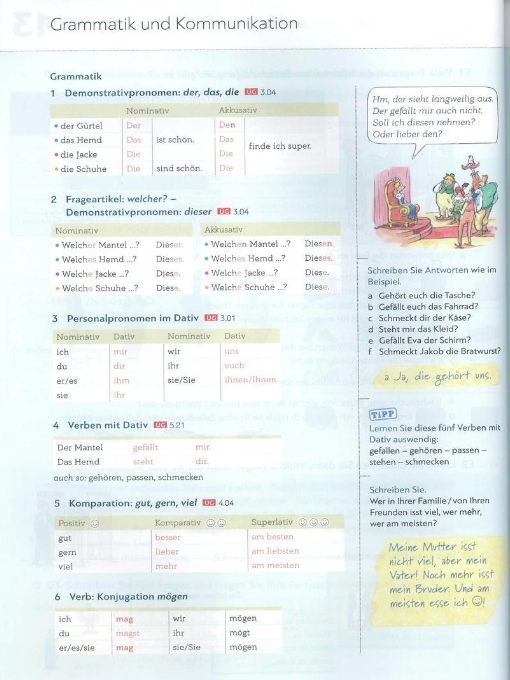 Grammatik und Kommunikation
Grammatik
1 Demonstrativpronomen: der, das, die UG 3.04
Nominativ Akkusativ
• der Gürtel Der Den
• das Hemd Das ist schön. Das
• die Jacke Die Die finde ich super.
• die Schuhe Die sind schön. Die
2 Frageartikel: welcher? –
Demonstrativpronomen: dieser UG 3.04
Nominativ Akkusativ
• Welcher Mantel ...? Dieser. • Welchen Mantel ...? Diesen.
• Welches Hemd ...? Dieses. • Welches Hemd ...? Dieses.
• Welche Jacke ...? Diese. • Welche Jacke ...? Diese.
• Welche Schuhe ...? Diese. • Welche Schuhe ...? Diese.
3 Personalpronomen im Dativ UG 3.01
Nominativ Dativ Nominativ Dativ
ich mir wir uns
du dir ihr euch
er/es ihm sie/Sie ihnen/Ihnen
sie ihr
4 Verben mit Dativ UG 5.21
Der Mantel gefällt mir.
Das Hemd steht dir.
auch so: gehören, passen, schmecken
5 Komparation: gut, gern, viel UG 4.04
Positiv ☺ Komparativ ☺☺ Superlativ ☺☺☺
gut besser am besten
gern lieber am liebsten
viel mehr am meisten
6 Verb: Konjugation mögen
ich mag wir mögen
du magst ihr mögt
er/es/sie mag sie/Sie mögen
Hm, der sieht langweilig aus.
Der gefällt mir auch nicht.
Soll ich diesen nehmen?
Oder lieber den?
Schreiben Sie Antworten wie im
Beispiel.
a Gehört euch die Tasche?
b Gefällt euch das Fahrrad?
c Schmeckt dir der Käse?
d Steht mir das Kleid?
e Gefällt Eva der Schirm?
f Schmeckt Jakob die Bratwurst?
a Ja, die gehört uns.
TiPP
Lernen Sie diese fünf Verben mit
Dativ auswendig:
gefallen – gehören – passen –
stehen – schmecken
Schreiben Sie.
Wer in Ihrer Familie / von Ihren
Freunden isst viel, wer mehr,
wer am meisten?
Meine Mutter isst
nicht viel, aber mein
Vater! Noch mehr isst
mein Bruder. Und am
meisten esse ich ☺!